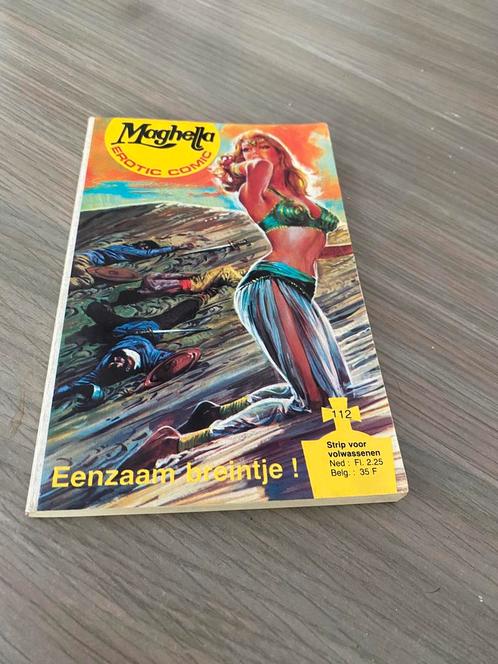 Maghella
EROTIC COMIC
112
Strip voor
volwassenen
Ned : Fl. 2.25
Belg. : 35 F
Eenzaam breintje !